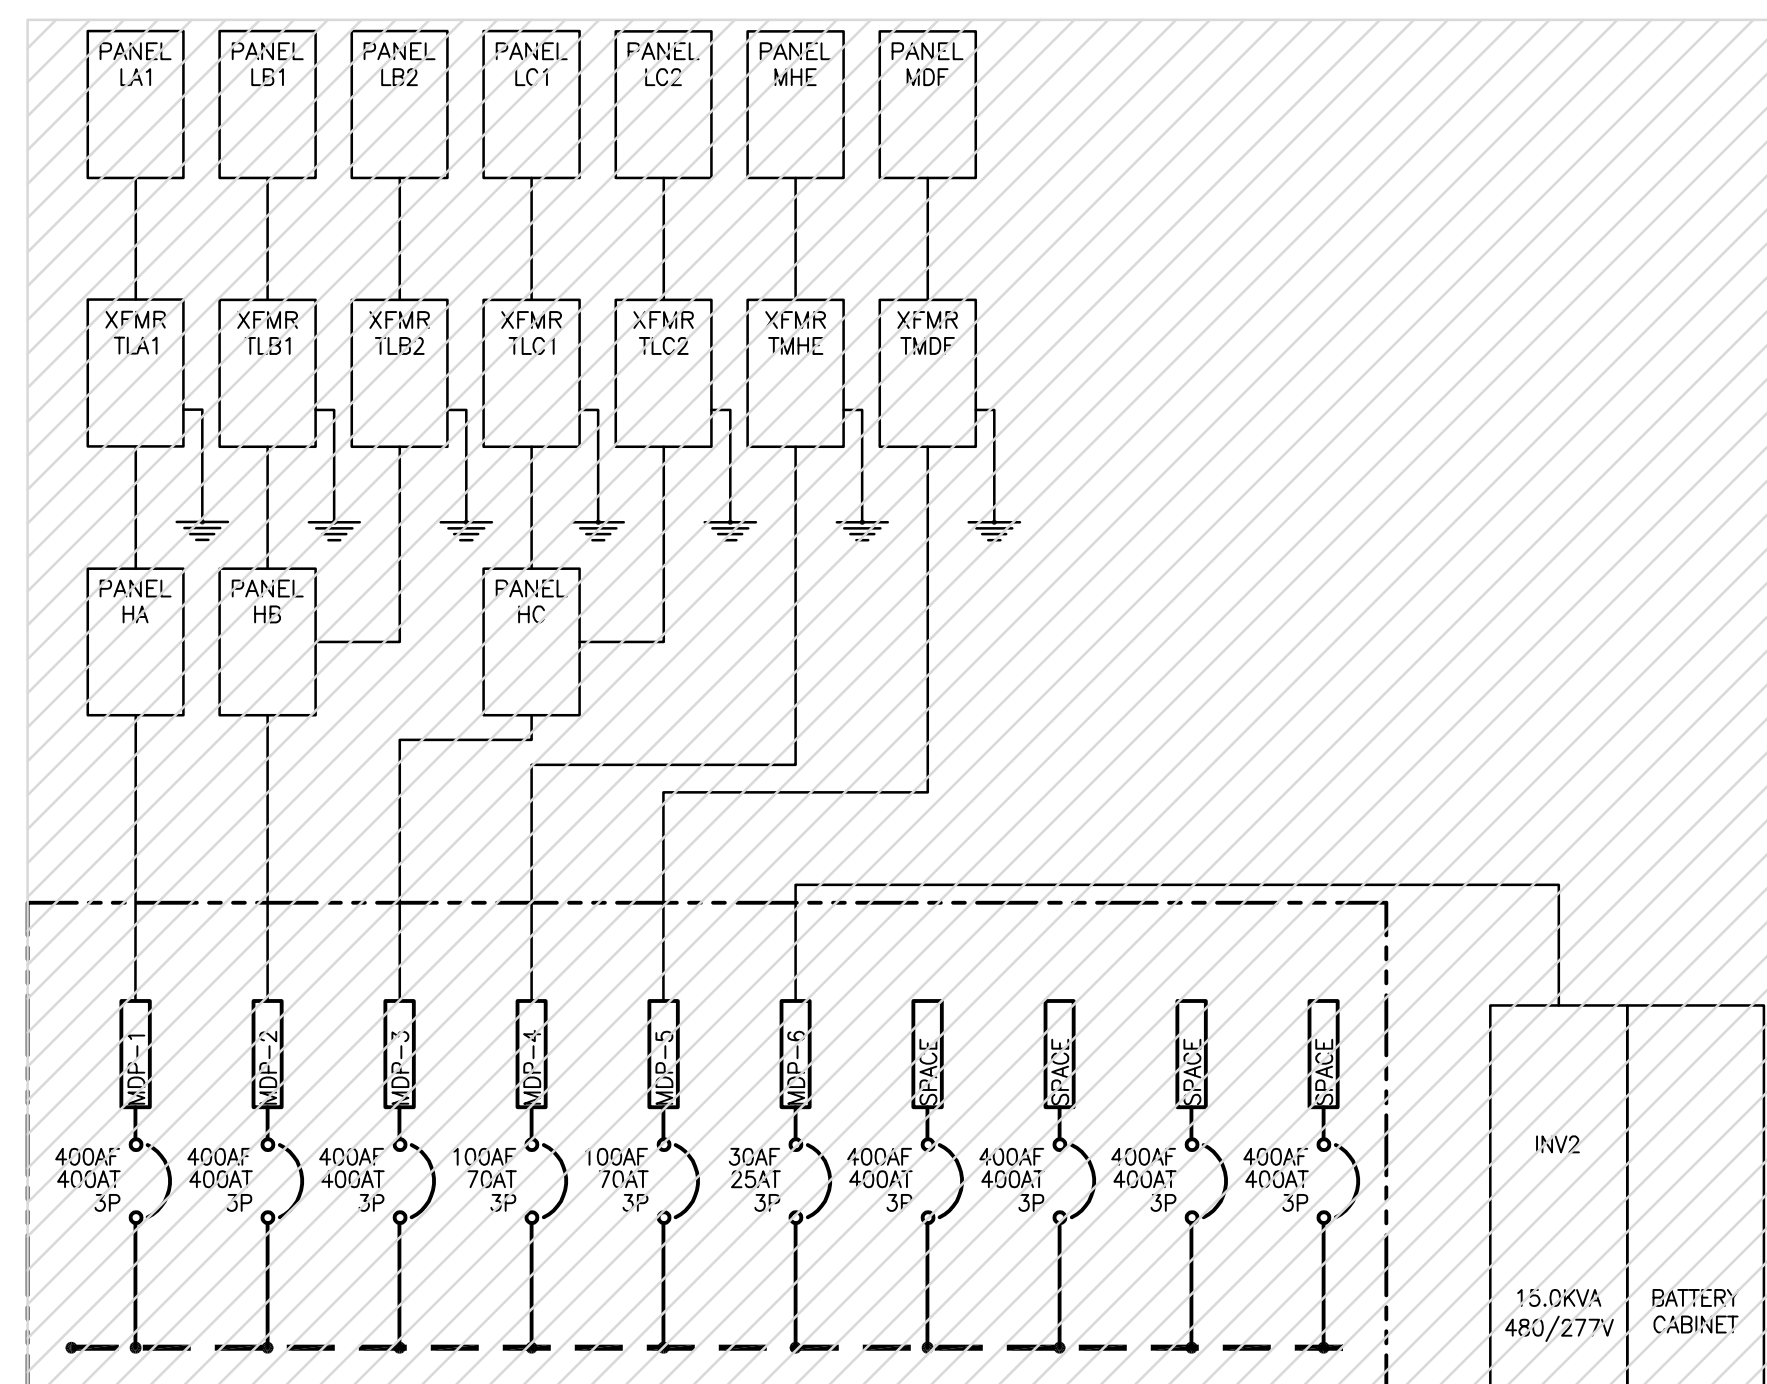 PANEL
LA1
PANEL
LB1
PANEL
LB2
PANEL
LC1
PANEL
LC2
PANEL
MHE
PANEL
MDF
XFMR
TLA1
XFMR
TLB1
XFMR
TLB2
XFMR
TLC1
XFMR
TLC2
XFMR
TMHE
XFMR
TMDF
PANEL
HA
PANEL
HB
PANEL
HC
MDP-1
MDP-2
MDP-3
MDP-4
MDP-5
MDP-6
SPACE
SPACE
SPACE
SPACE
400AF
400AT
3P
400AF
400AT
3P
400AF
400AT
3P
100AF
70AT
3P
100AF
70AT
3P
30AF
25AT
3P
400AF
400AT
3P
400AF
400AT
3P
400AF
400AT
3P
400AF
400AT
3P
INV2
15.0KVA
480/277V
BATTERY
CABINET